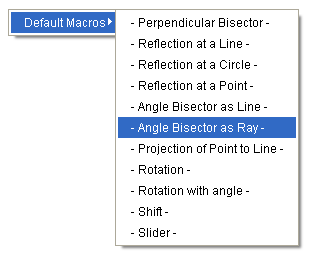 Default Macros
- Perpendicular Bisector -
- Reflection at a Line -
- Reflection at a Circle -
- Reflection at a Point -
- Angle Bisector as Line -
- Angle Bisector as Ray -
- Projection of Point to Line -
- Rotation -
- Rotation with angle -
- Shift -
- Slider -